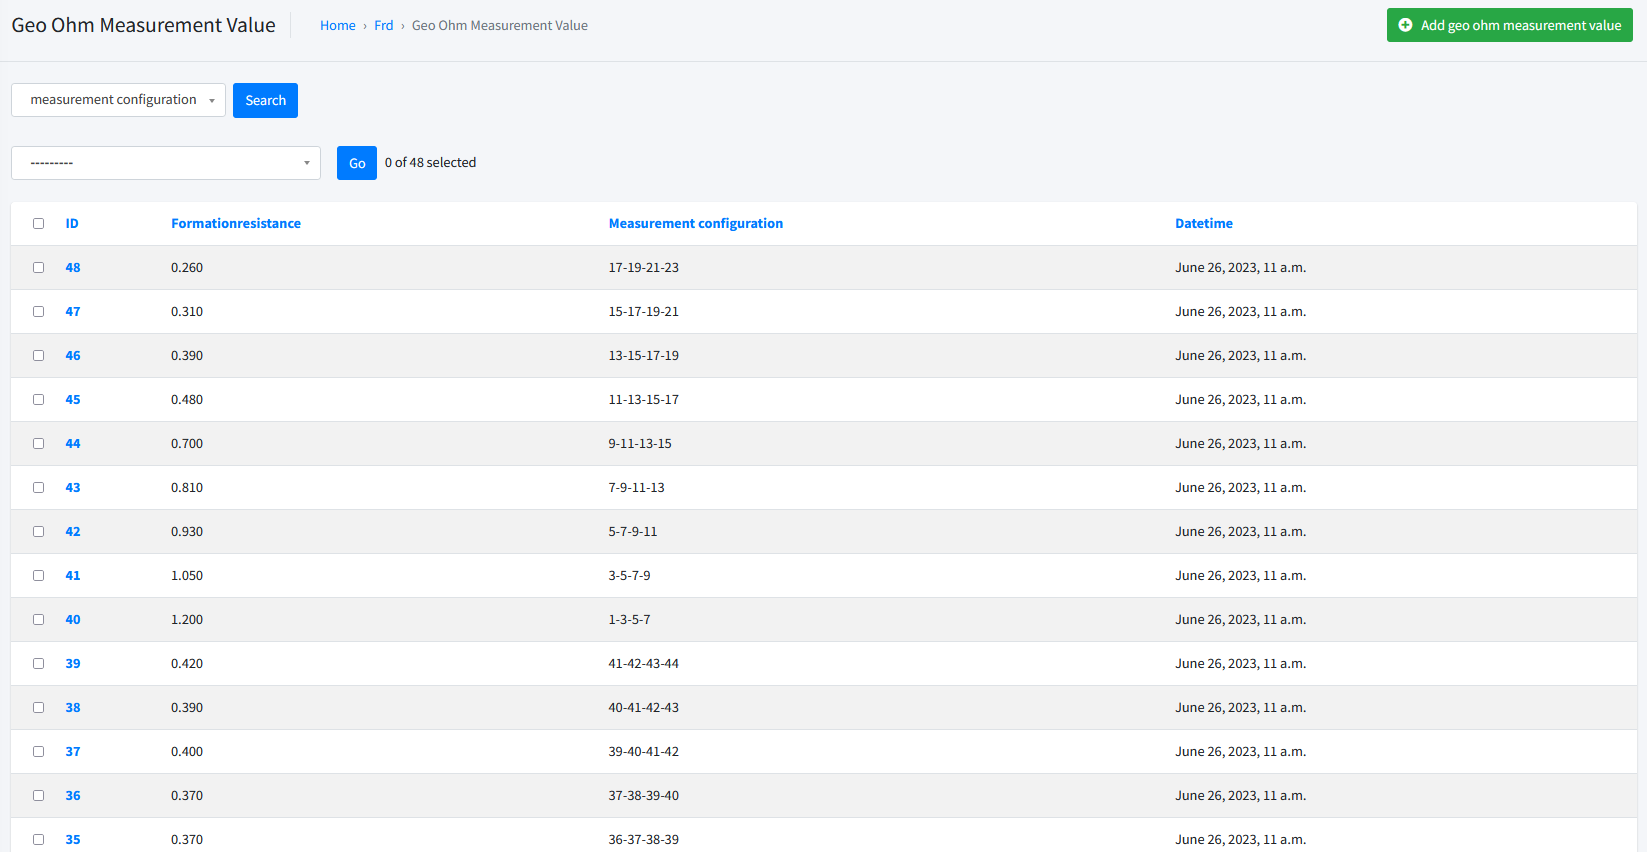 Geo Ohm Measurement Value
Home › Frd › Geo Ohm Measurement Value
Add geo ohm measurement value
measurement configuration
Search
---------
Go
0 of 48 selected
ID Formationresistance Measurement configuration Datetime
48 0.260 17-19-21-23 June 26, 2023, 11 a.m.
47 0.310 15-17-19-21 June 26, 2023, 11 a.m.
46 0.390 13-15-17-19 June 26, 2023, 11 a.m.
45 0.480 11-13-15-17 June 26, 2023, 11 a.m.
44 0.700 9-11-13-15 June 26, 2023, 11 a.m.
43 0.810 7-9-11-13 June 26, 2023, 11 a.m.
42 0.930 5-7-9-11 June 26, 2023, 11 a.m.
41 1.050 3-5-7-9 June 26, 2023, 11 a.m.
40 1.200 1-3-5-7 June 26, 2023, 11 a.m.
39 0.420 41-42-43-44 June 26, 2023, 11 a.m.
38 0.390 40-41-42-43 June 26, 2023, 11 a.m.
37 0.400 39-40-41-42 June 26, 2023, 11 a.m.
36 0.370 37-38-39-40 June 26, 2023, 11 a.m.
35 0.370 36-37-38-39 June 26, 2023, 11 a.m.